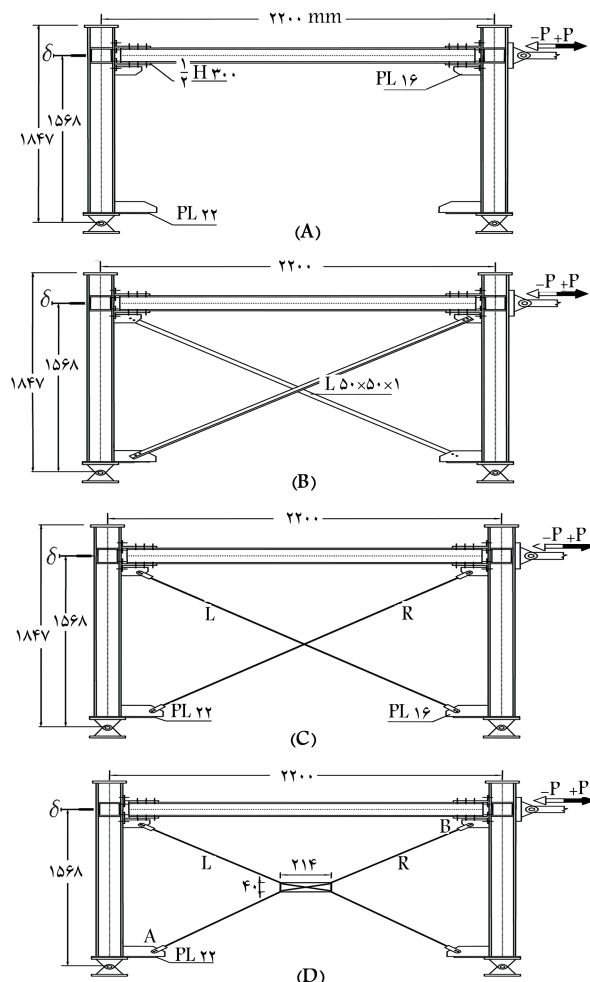 ۲۲۰۰ mm
−P +P
δ
۱/۲ H ۳۰۰
PL ۱۶
۱۸۴۷
۱۵۶۸
PL ۲۲
(A)
۲۲۰۰
−P +P
δ
۱۸۴۷
۱۵۶۸
L ۵۰×۵۰×۱
(B)
۲۲۰۰
−P +P
δ
۱۸۴۷
۱۵۶۸
L
R
PL ۲۲
PL ۱۶
(C)
۲۲۰۰
−P +P
δ
B
L
R
۲۱۴
۴۰
۱۵۶۸
A
PL ۲۲
(D)